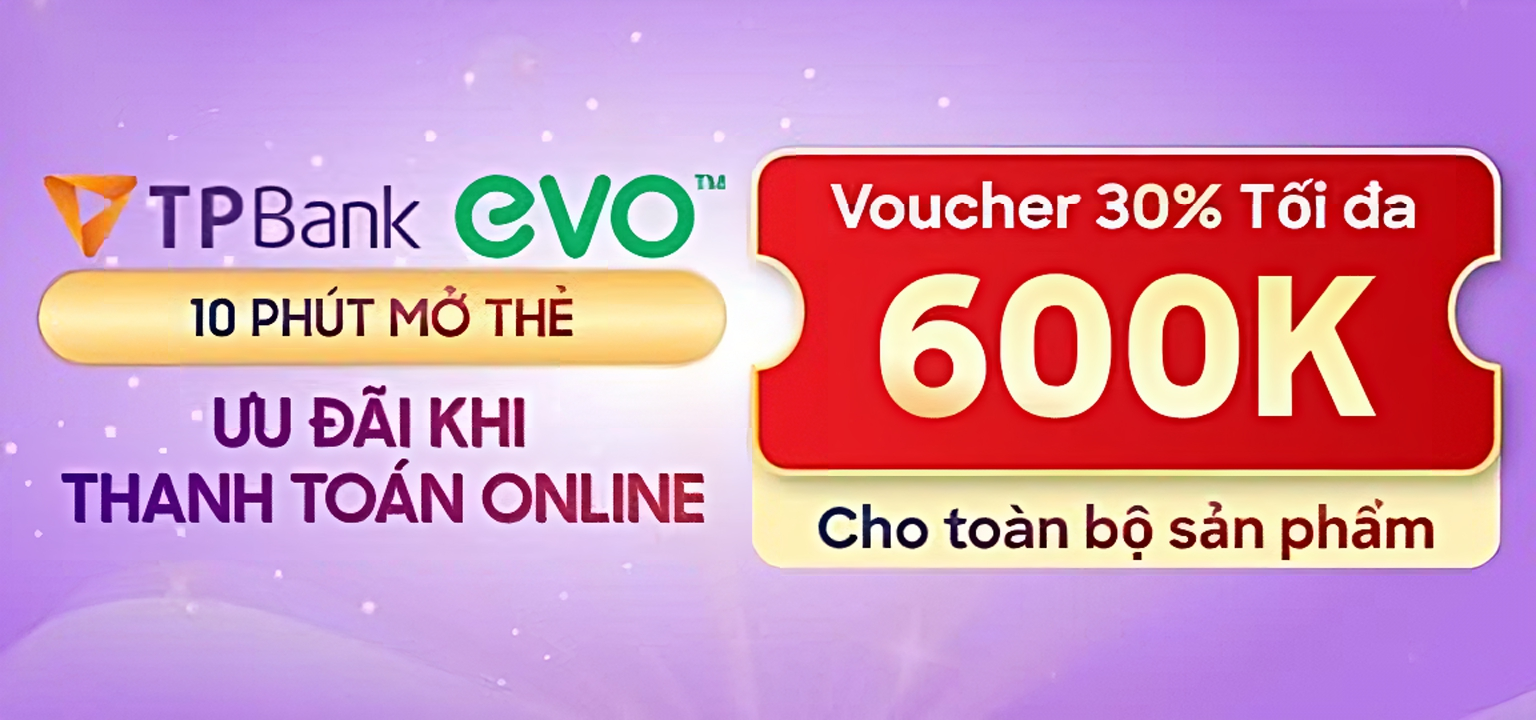 TPBank evo™
10 PHÚT MỞ THẺ
ƯU ĐÃI KHI
THANH TOÁN ONLINE
Voucher 30% Tối đa
600K
Cho toàn bộ sản phẩm